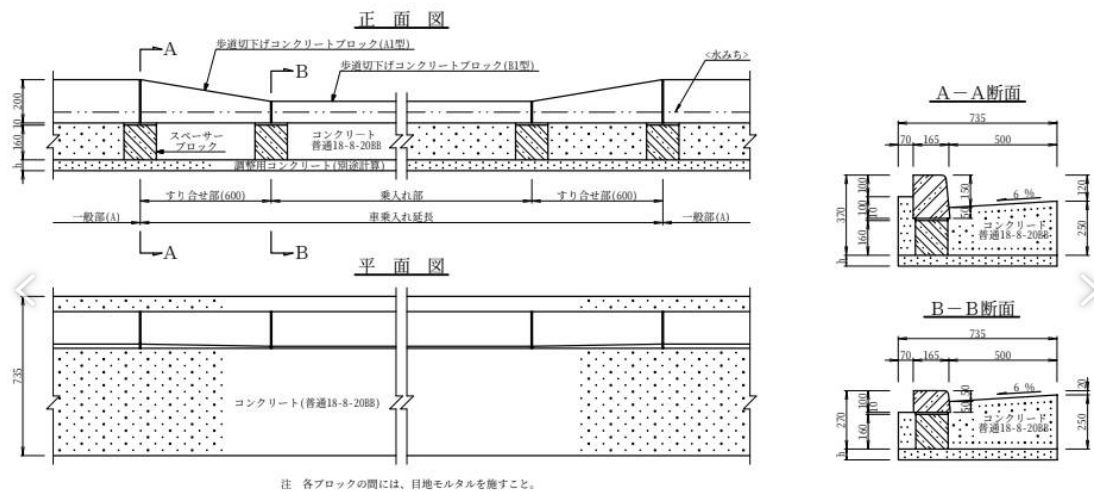 正 面 図
A
歩道切下げコンクリートブロック(A1型)
B
歩道切下げコンクリートブロック(B1型)
<水みち>
200
10
160
h
スペーサー
ブロック
コンクリート
普通18-8-20BB
調整用コンクリート(別途計算)
すり合せ部(600)
乗入れ部
すり合せ部(600)
一般部(A)
車乗入れ延長
一般部(A)
A
B
平 面 図
735
コンクリート(普通18-8-20BB)
注 各ブロックの間には、目地モルタルを施すこと。
A-A断面
735
70
165
500
370
100
100
10
160
h
150
50
6 %
120
250
コンクリート
普通18-8-20BB
B-B断面
735
70
165
500
270
100
10
160
h
50
50
6 %
20
250
コンクリート
普通18-8-20BB